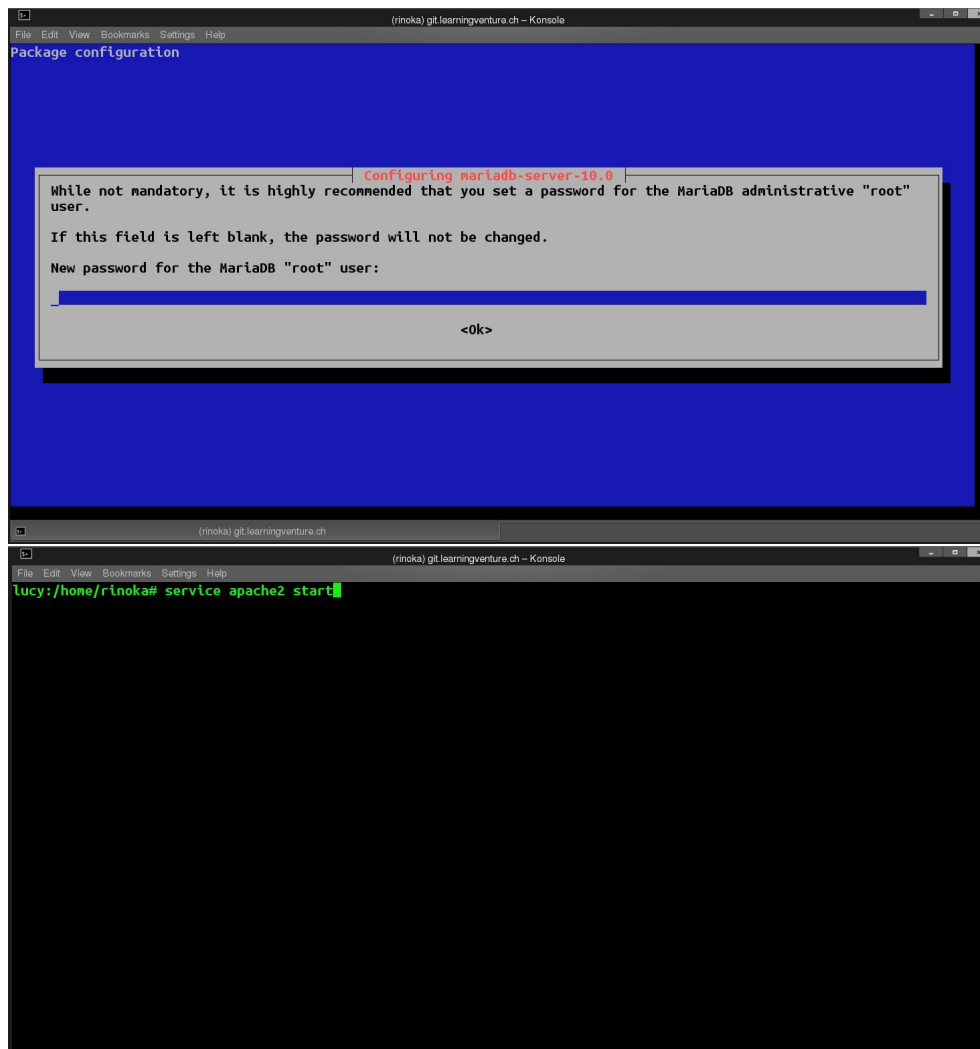 (rinoka) git.learningventure.ch – Konsole
File Edit View Bookmarks Settings Help
Package configuration
Configuring mariadb-server-10.0
While not mandatory, it is highly recommended that you set a password for the MariaDB administrative "root"
user.
If this field is left blank, the password will not be changed.
New password for the MariaDB "root" user:
<Ok>
(rinoka) git.learningventure.ch
(rinoka) git.learningventure.ch – Konsole
File Edit View Bookmarks Settings Help
lucy:/home/rinoka# service apache2 start